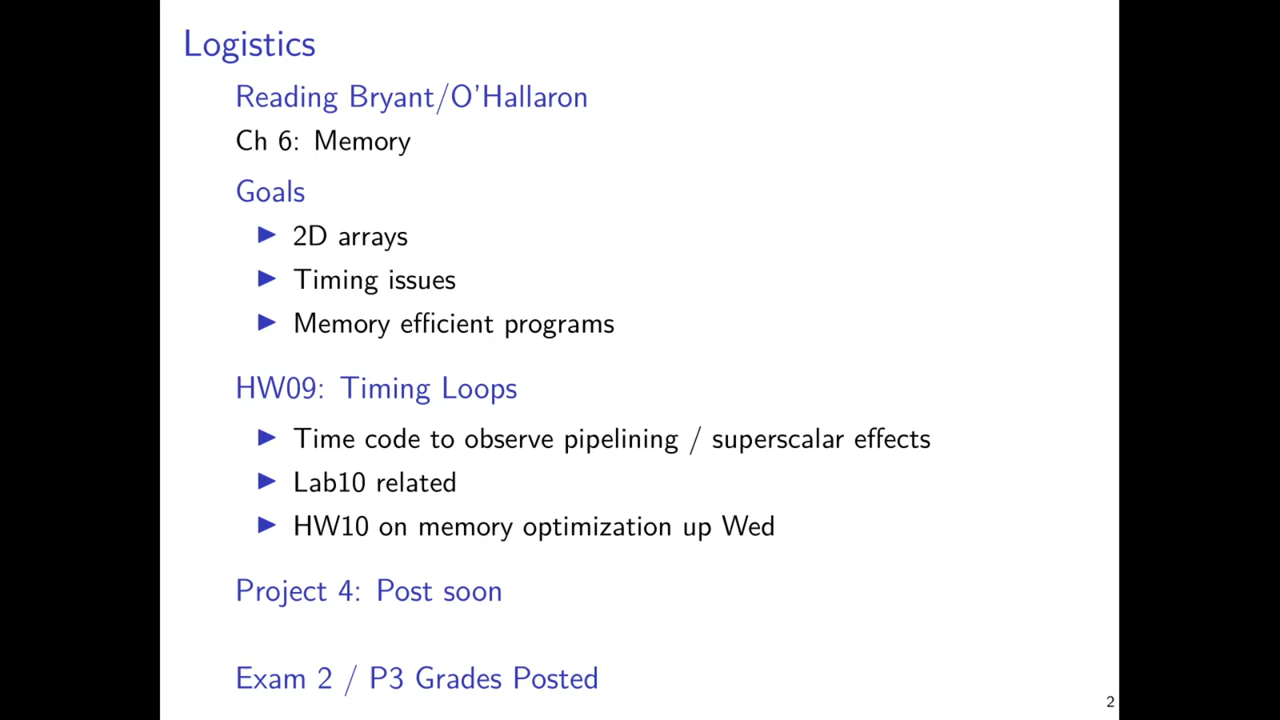 Logistics
Reading Bryant/O'Hallaron
Ch 6: Memory
Goals
▶ 2D arrays
▶ Timing issues
▶ Memory efficient programs
HW09: Timing Loops
▶ Time code to observe pipelining / superscalar effects
▶ Lab10 related
▶ HW10 on memory optimization up Wed
Project 4: Post soon
Exam 2 / P3 Grades Posted
2